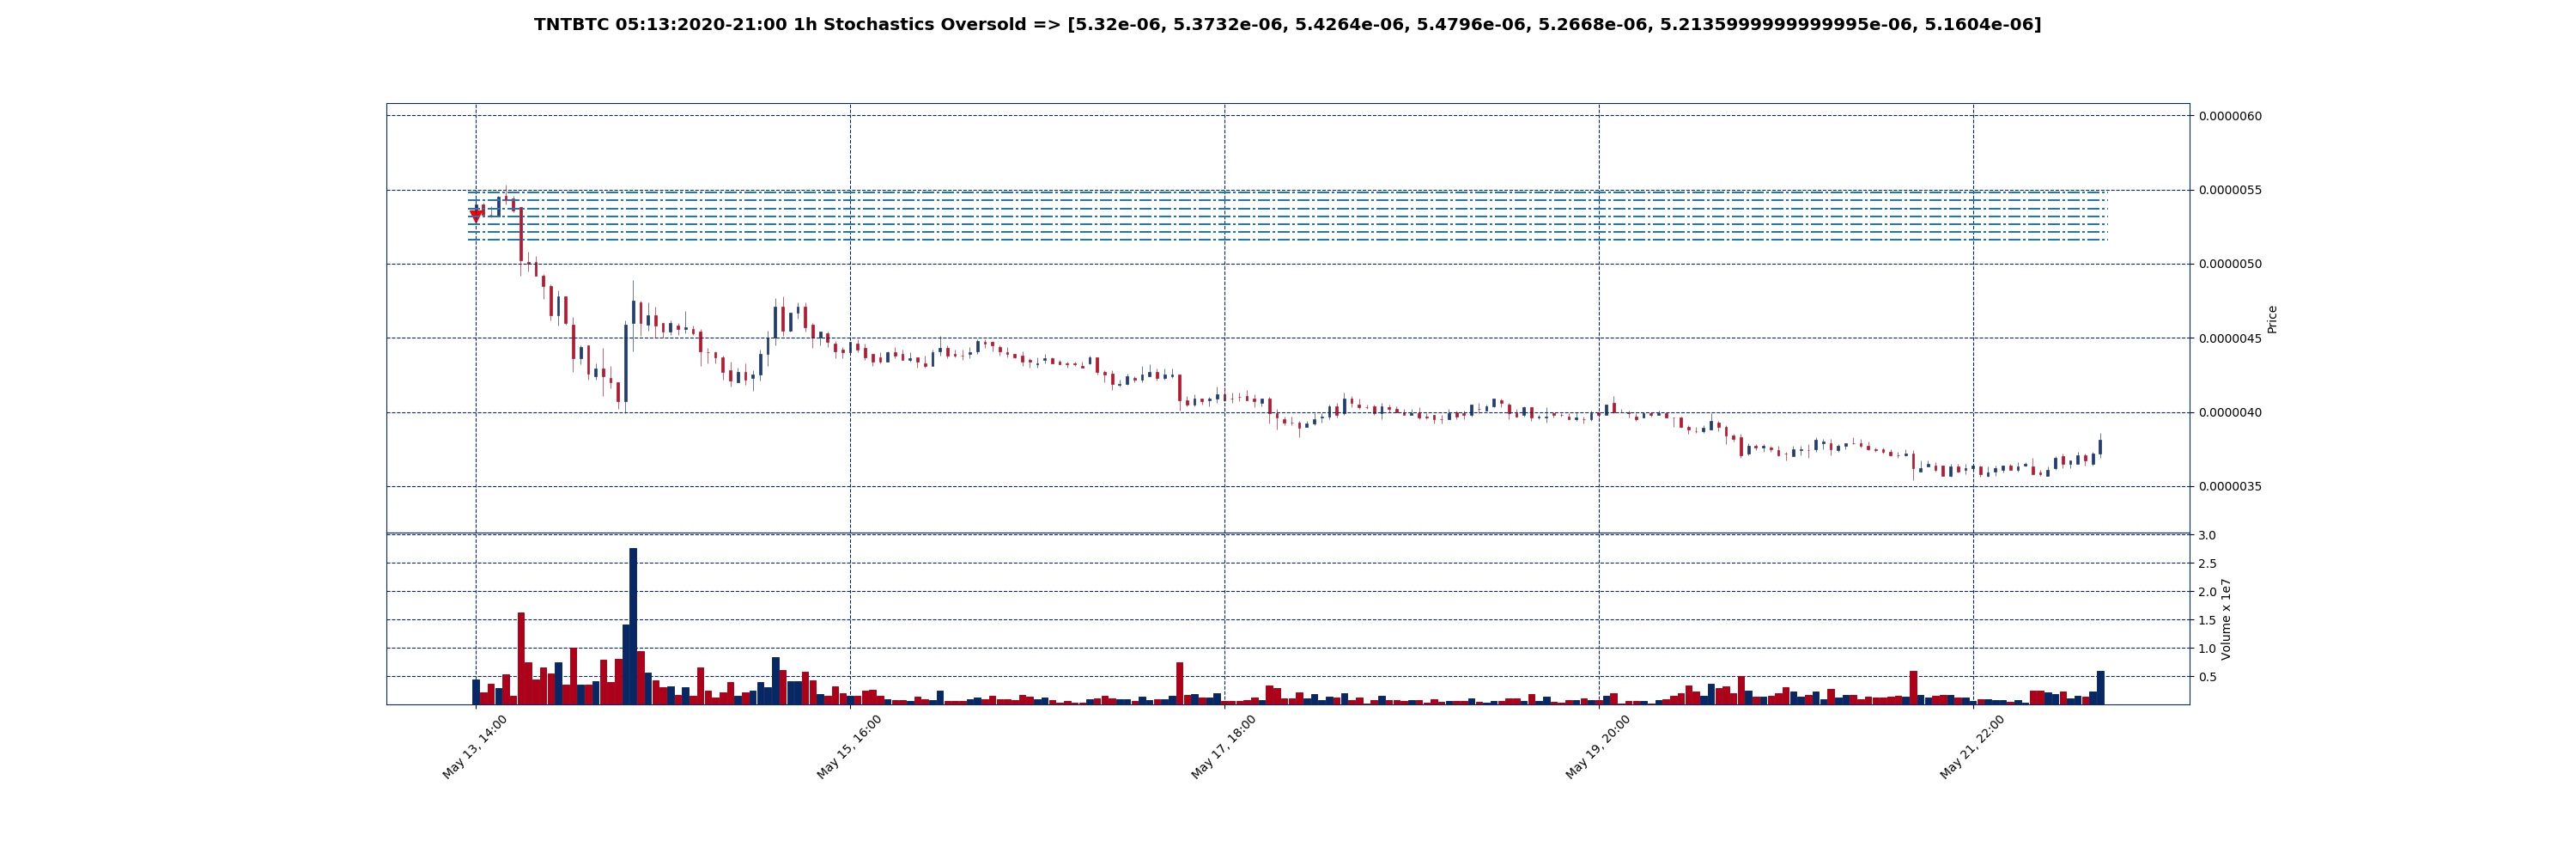 TNTBTC 05:13:2020-21:00 1h Stochastics Oversold => [5.32e-06, 5.3732e-06, 5.4264e-06, 5.4796e-06, 5.2668e-06, 5.2135999999999995e-06, 5.1604e-06]
0.0000060
0.0000055
0.0000050
0.0000045
0.0000040
0.0000035
Price
3.0
2.5
2.0
1.5
1.0
0.5
Volume x 1e7
May 13, 14:00
May 15, 16:00
May 17, 18:00
May 19, 20:00
May 21, 22:00